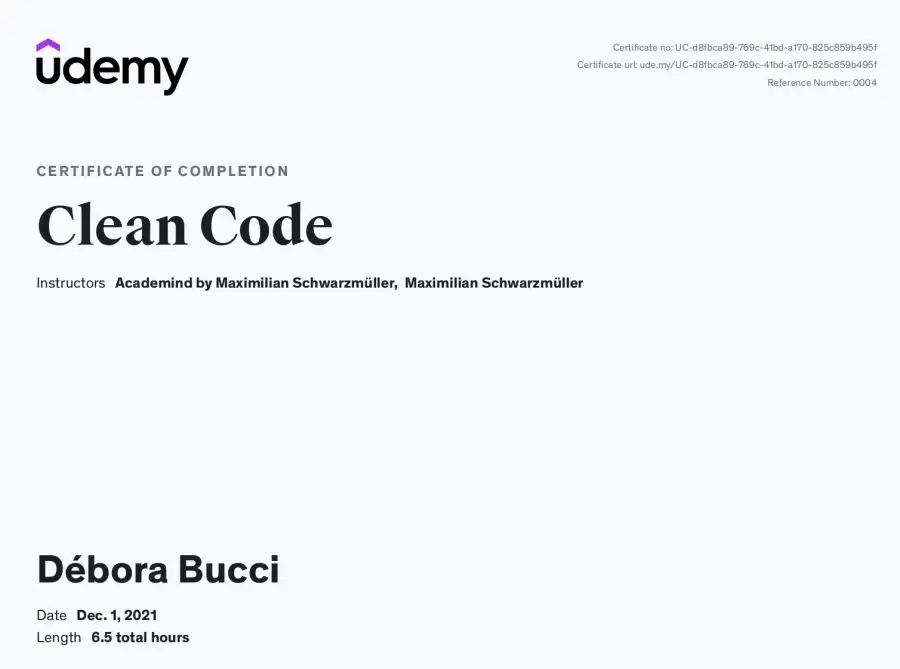 udemy
Certificate no: UC-d8fbca89-769c-41bd-a170-825c859b495f
Certificate url: ude.my/UC-d8fbca89-769c-41bd-a170-825c859b495f
Reference Number: 0004
CERTIFICATE OF COMPLETION
Clean Code
Instructors Academind by Maximilian Schwarzmüller, Maximilian Schwarzmüller
Débora Bucci
Date Dec. 1, 2021
Length 6.5 total hours